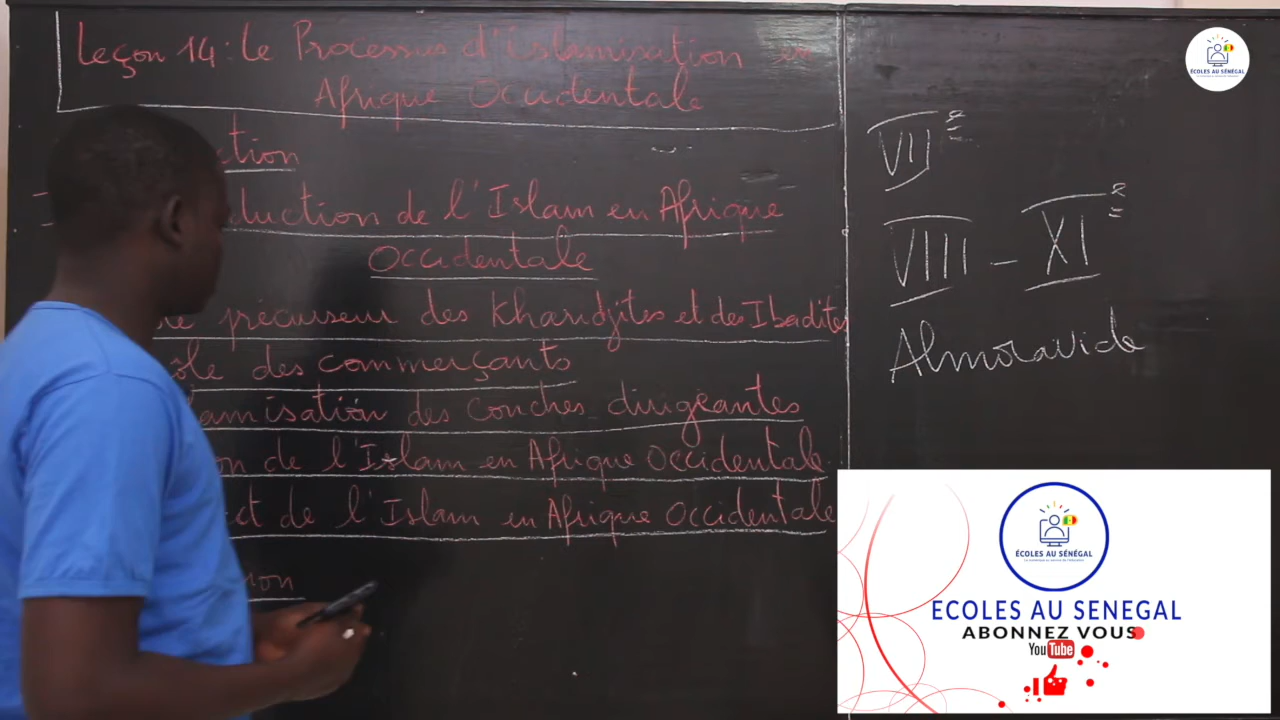 Leçon 14 : Le Processus d'islamisation en
Afrique Occidentale
ction
duction de l'Islam en Afrique
Occidentale
précurseur des Kharidjites et des Ibadites
ôle des commerçants
lamisation des couches dirigeantes
on de l'Islam en Afrique Occidentale
ct de l'Islam en Afrique Occidentale
VIIe
VIII - XIe
Almoravide
ÉCOLES AU SÉNÉGAL
ÉCOLES AU SÉNÉGAL
ECOLES AU SENEGAL
ABONNEZ VOUS
YouTube